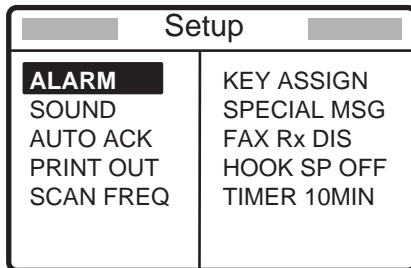 Setup
ALARM
SOUND
AUTO ACK
PRINT OUT
SCAN FREQ
KEY ASSIGN
SPECIAL MSG
FAX Rx DIS
HOOK SP OFF
TIMER 10MIN